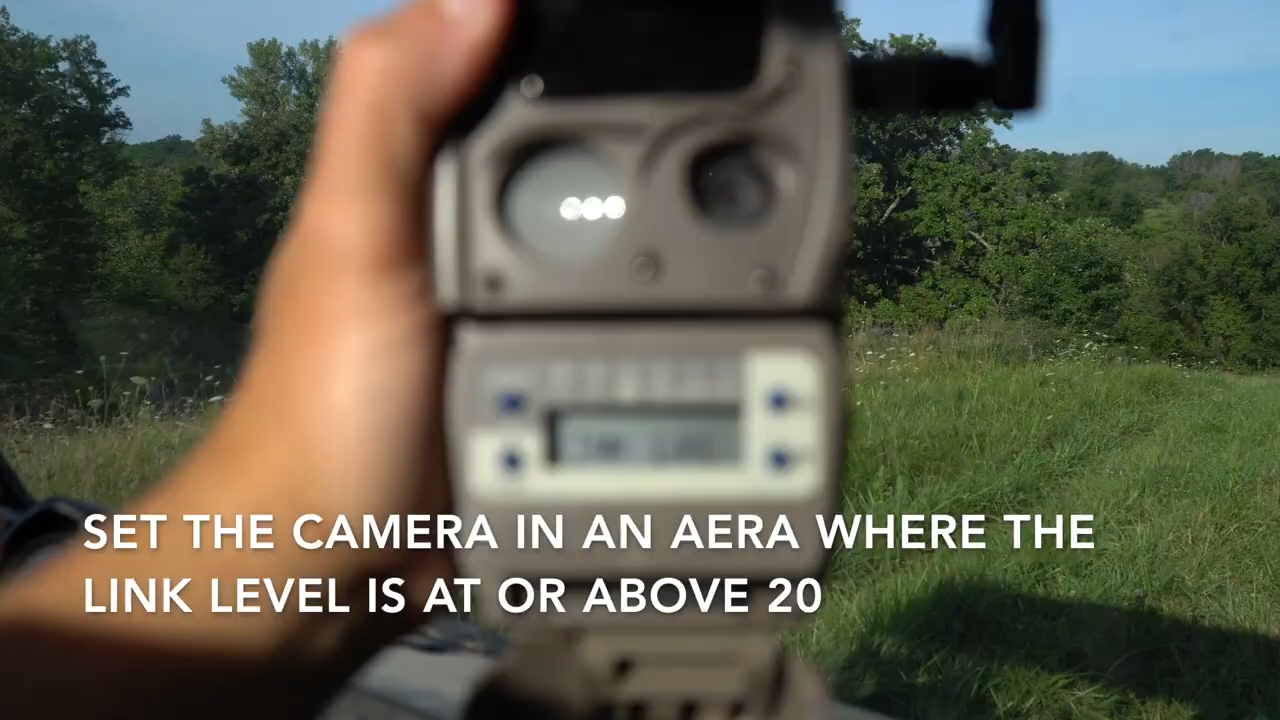 SET THE CAMERA IN AN AERA WHERE THE
LINK LEVEL IS AT OR ABOVE 20